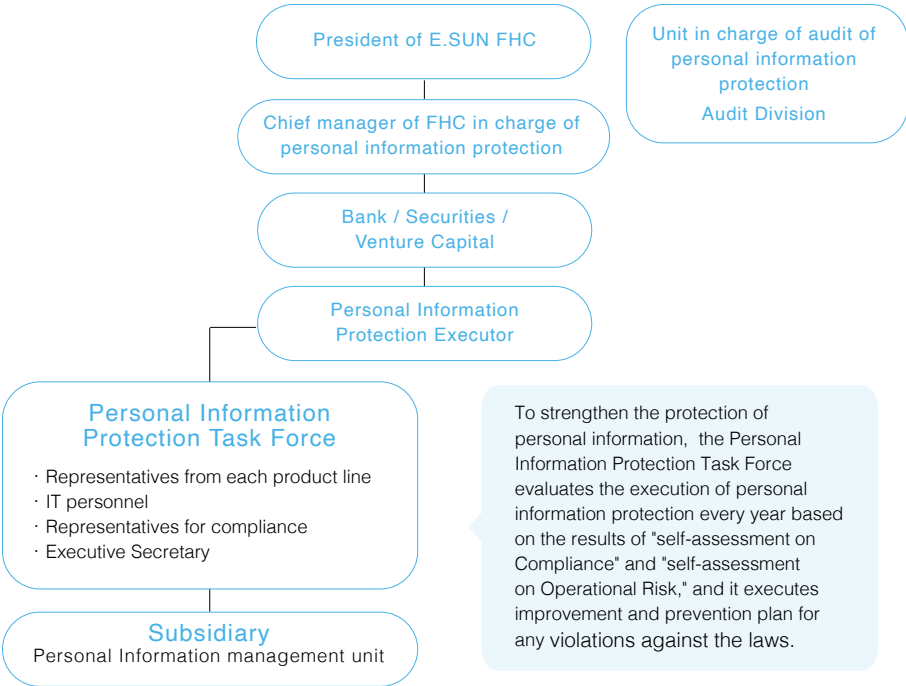 President of E.SUN FHC
Unit in charge of audit of
personal information
protection
Audit Division
Chief manager of FHC in charge of
personal information protection
Bank / Securities /
Venture Capital
Personal Information
Protection Executor
Personal Information
Protection Task Force
· Representatives from each product line
· IT personnel
· Representatives for compliance
· Executive Secretary
To strengthen the protection of
personal information, the Personal
Information Protection Task Force
evaluates the execution of personal
information protection every year based
on the results of "self-assessment on
Compliance" and "self-assessment
on Operational Risk," and it executes
improvement and prevention plan for
any violations against the laws.
Subsidiary
Personal Information management unit